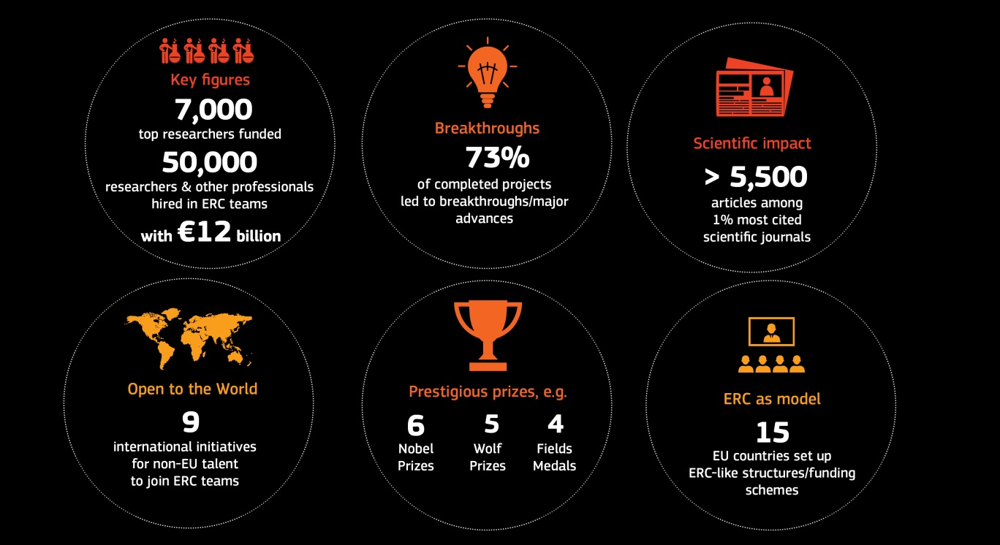 Key figures
7,000
top researchers funded
50,000
researchers & other professionals
hired in ERC teams
with €12 billion
Breakthroughs
73%
of completed projects
led to breakthroughs/major
advances
Scientific impact
> 5,500
articles among
1% most cited
scientific journals
Open to the World
9
international initiatives
for non-EU talent
to join ERC teams
Prestigious prizes, e.g.
6 5 4
Nobel Wolf Fields
Prizes Prizes Medals
ERC as model
15
EU countries set up
ERC-like structures/funding
schemes